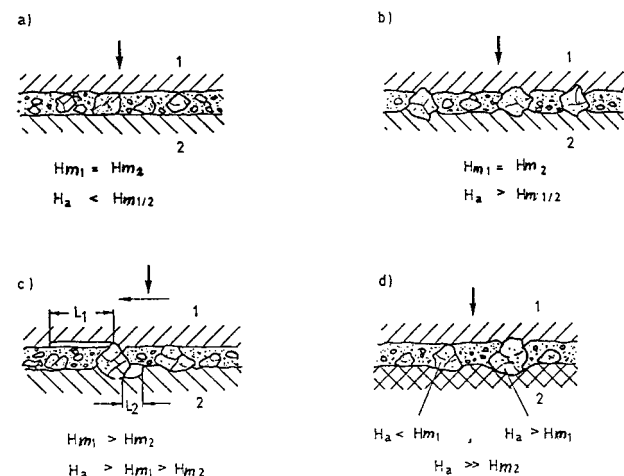 a)
1
2
Hm₁ = Hm₂
Hₐ < Hm₁/₂
b)
1
2
Hm₁ = Hm₂
Hₐ > Hm₁/₂
c)
L₁
1
2
L₂
Hm₁ > Hm₂
Hₐ > Hm₁ > Hm₂
d)
1
2
Hₐ < Hm₁ , Hₐ > Hm₁
Hₐ ≫ Hm₂